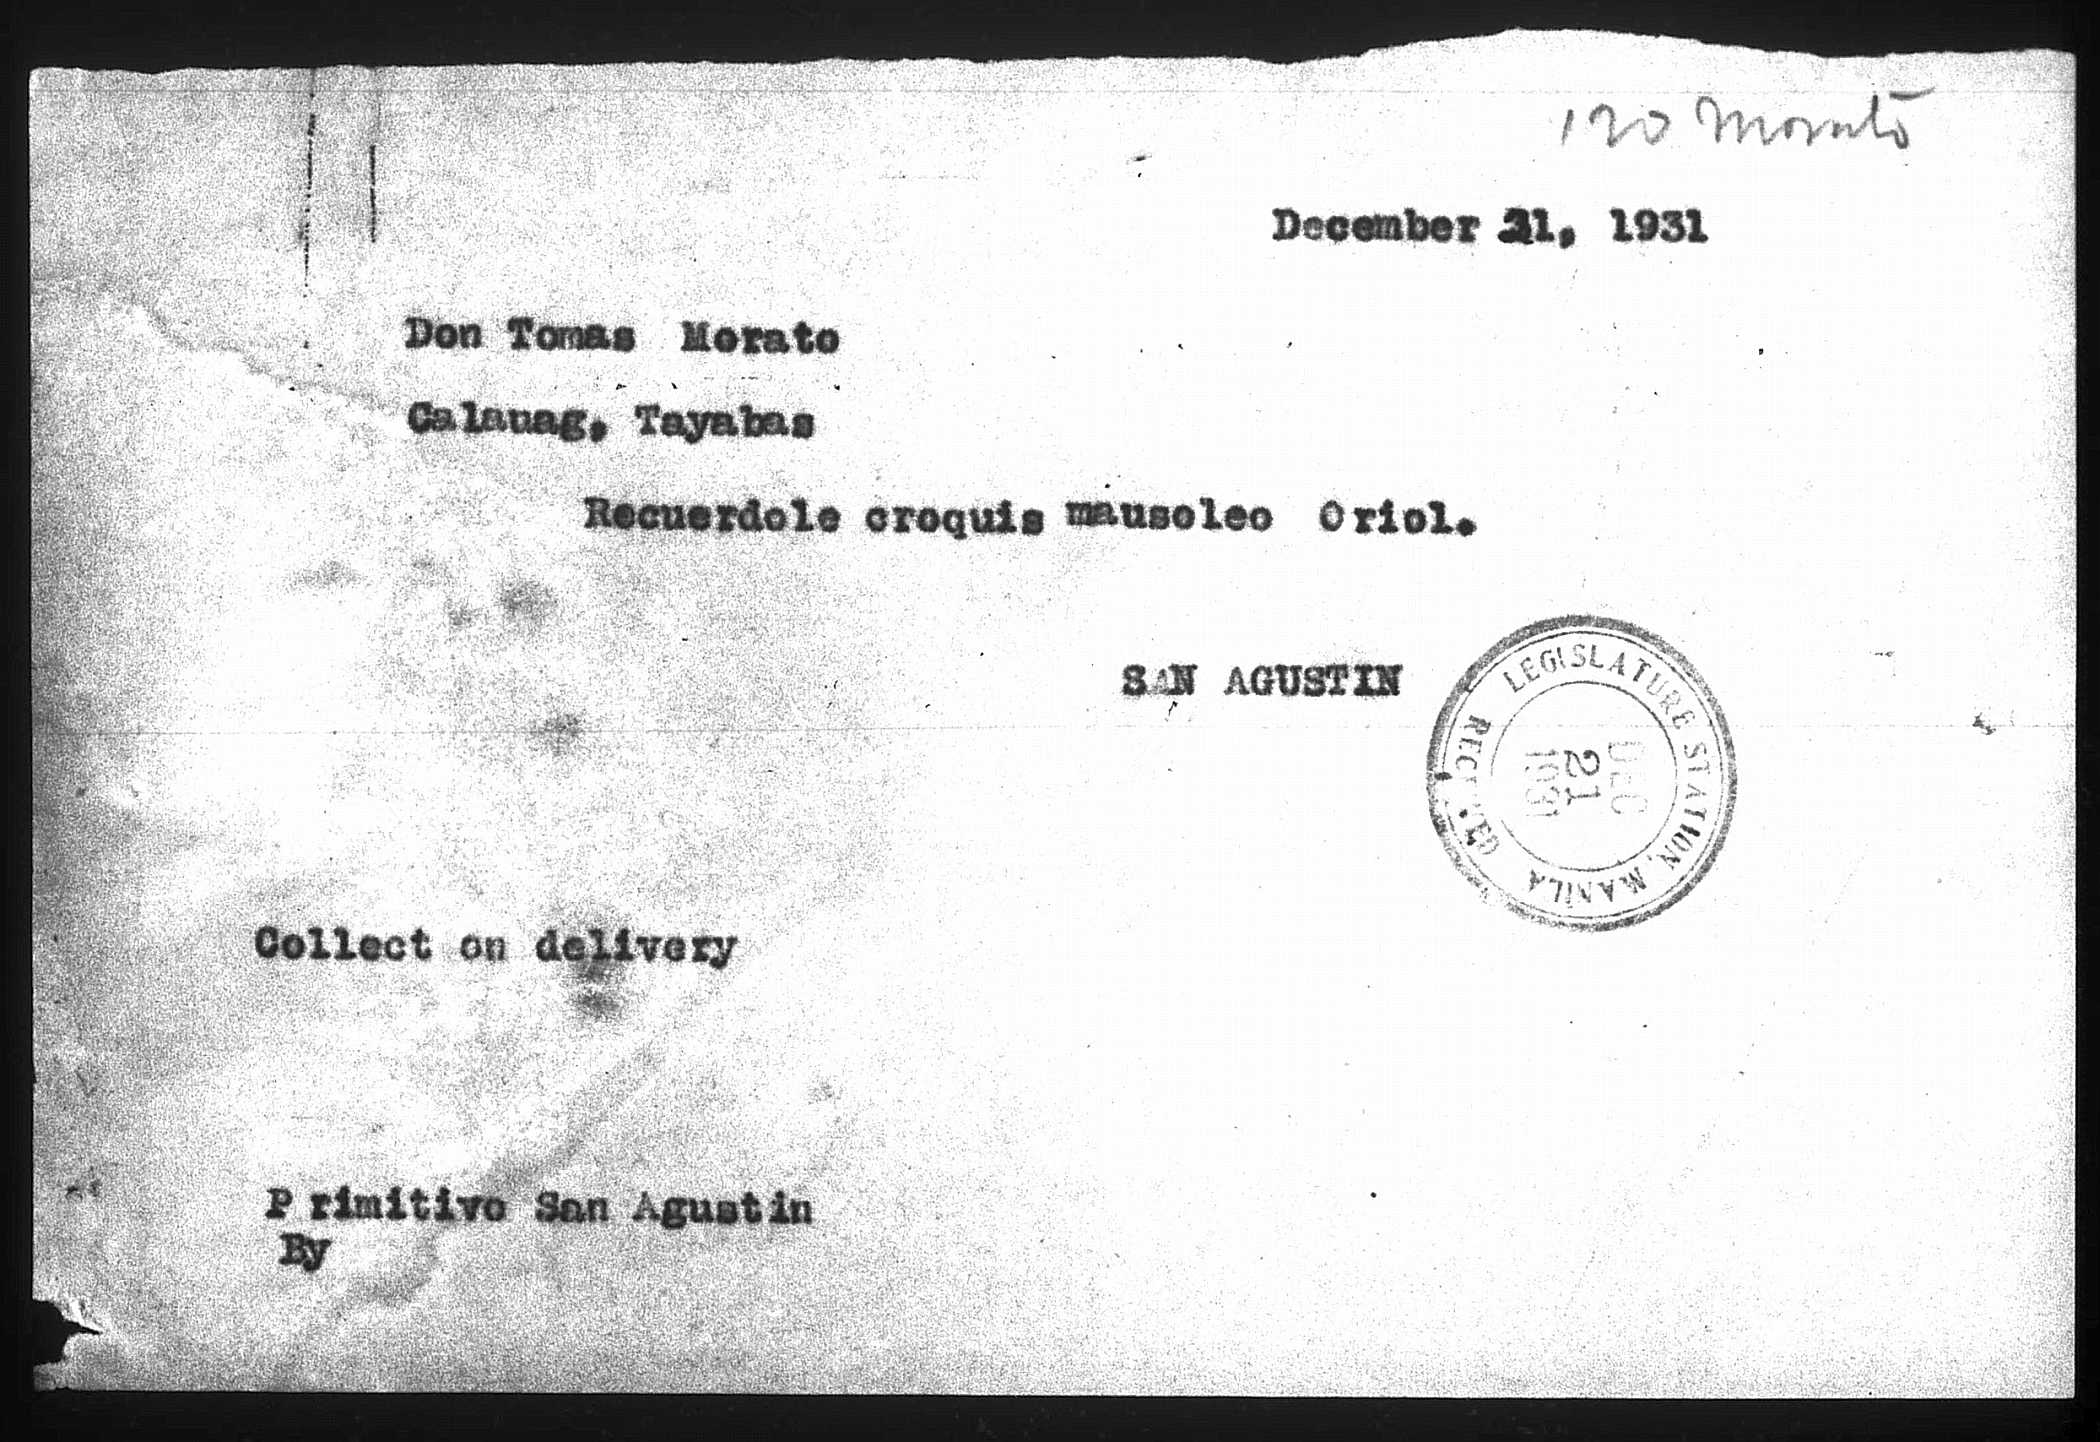 120 Morato
December 21, 1931
Don Tomas Morato
Calauag, Tayabas
Recuerdole croquis mausoleo Oriol.
SAN AGUSTIN
LEGISLATURE STATION, MANILA
RECEIVED
DEC
21
1931
Collect on delivery
Primitivo San Agustin
By